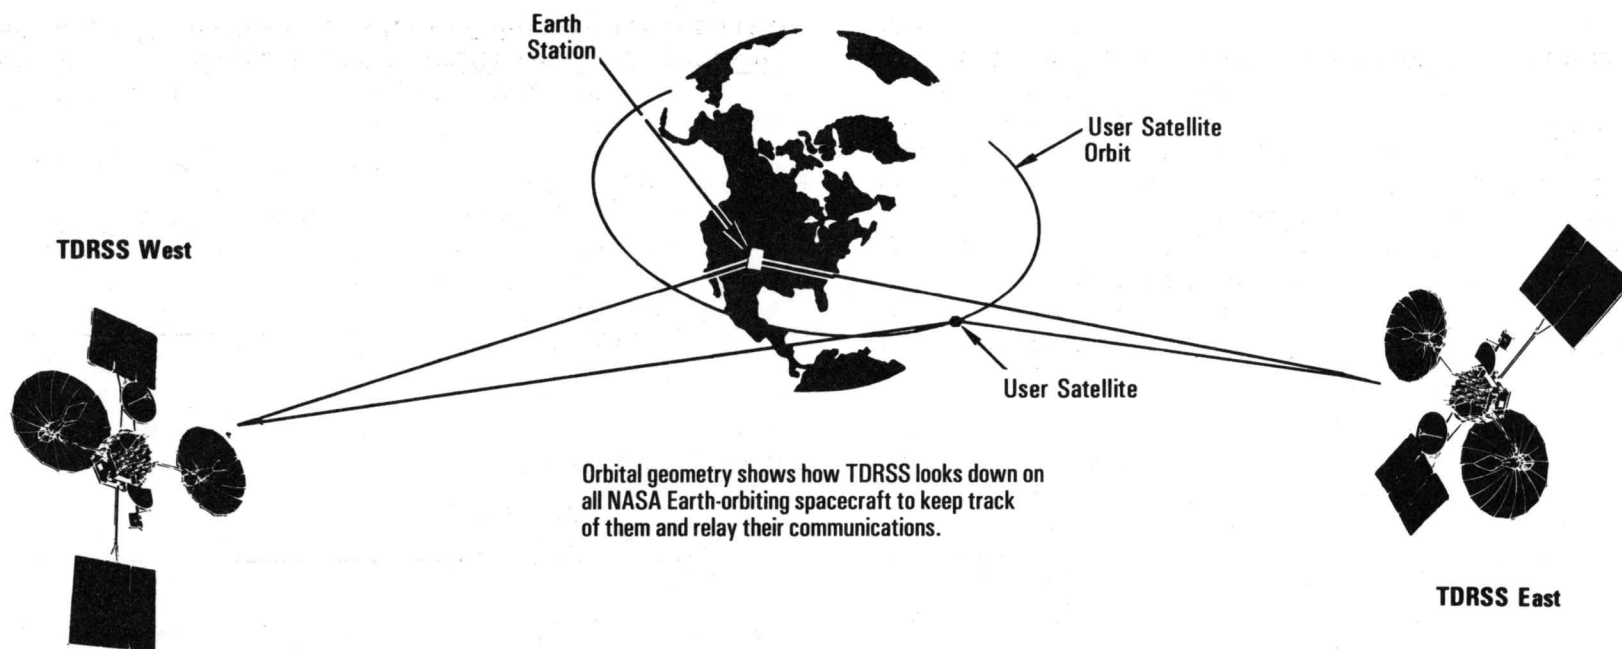 Earth
Station
User Satellite
Orbit
TDRSS West
User Satellite
Orbital geometry shows how TDRSS looks down on
all NASA Earth-orbiting spacecraft to keep track
of them and relay their communications.
TDRSS East